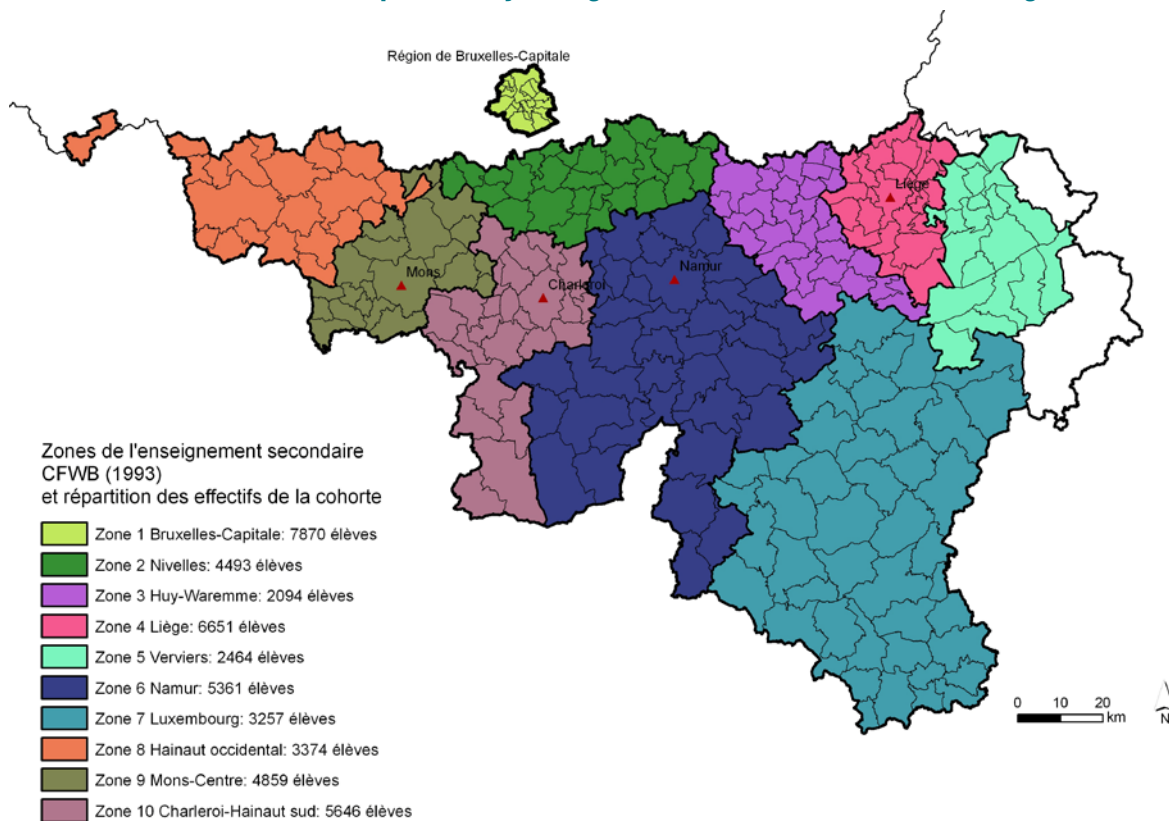 Région de Bruxelles-Capitale
Liège
Mons
Charleroi
Namur
Zones de l'enseignement secondaire
CFWB (1993)
et répartition des effectifs de la cohorte
Zone 1 Bruxelles-Capitale: 7870 élèves
Zone 2 Nivelles: 4493 élèves
Zone 3 Huy-Waremme: 2094 élèves
Zone 4 Liège: 6651 élèves
Zone 5 Verviers: 2464 élèves
Zone 6 Namur: 5361 élèves
Zone 7 Luxembourg: 3257 élèves
Zone 8 Hainaut occidental: 3374 élèves
Zone 9 Mons-Centre: 4859 élèves
Zone 10 Charleroi-Hainaut sud: 5646 élèves
0 10 20
km
N